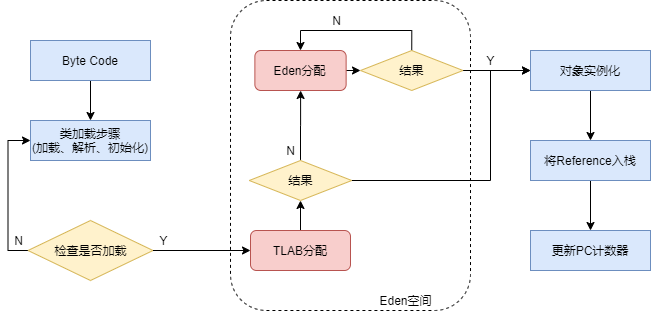 Byte Code
类加载步骤
(加载、解析、初始化)
N
检查是否加载
Y
N
Eden分配
结果
Y
N
结果
TLAB分配
Eden空间
对象实例化
将Reference入栈
更新PC计数器